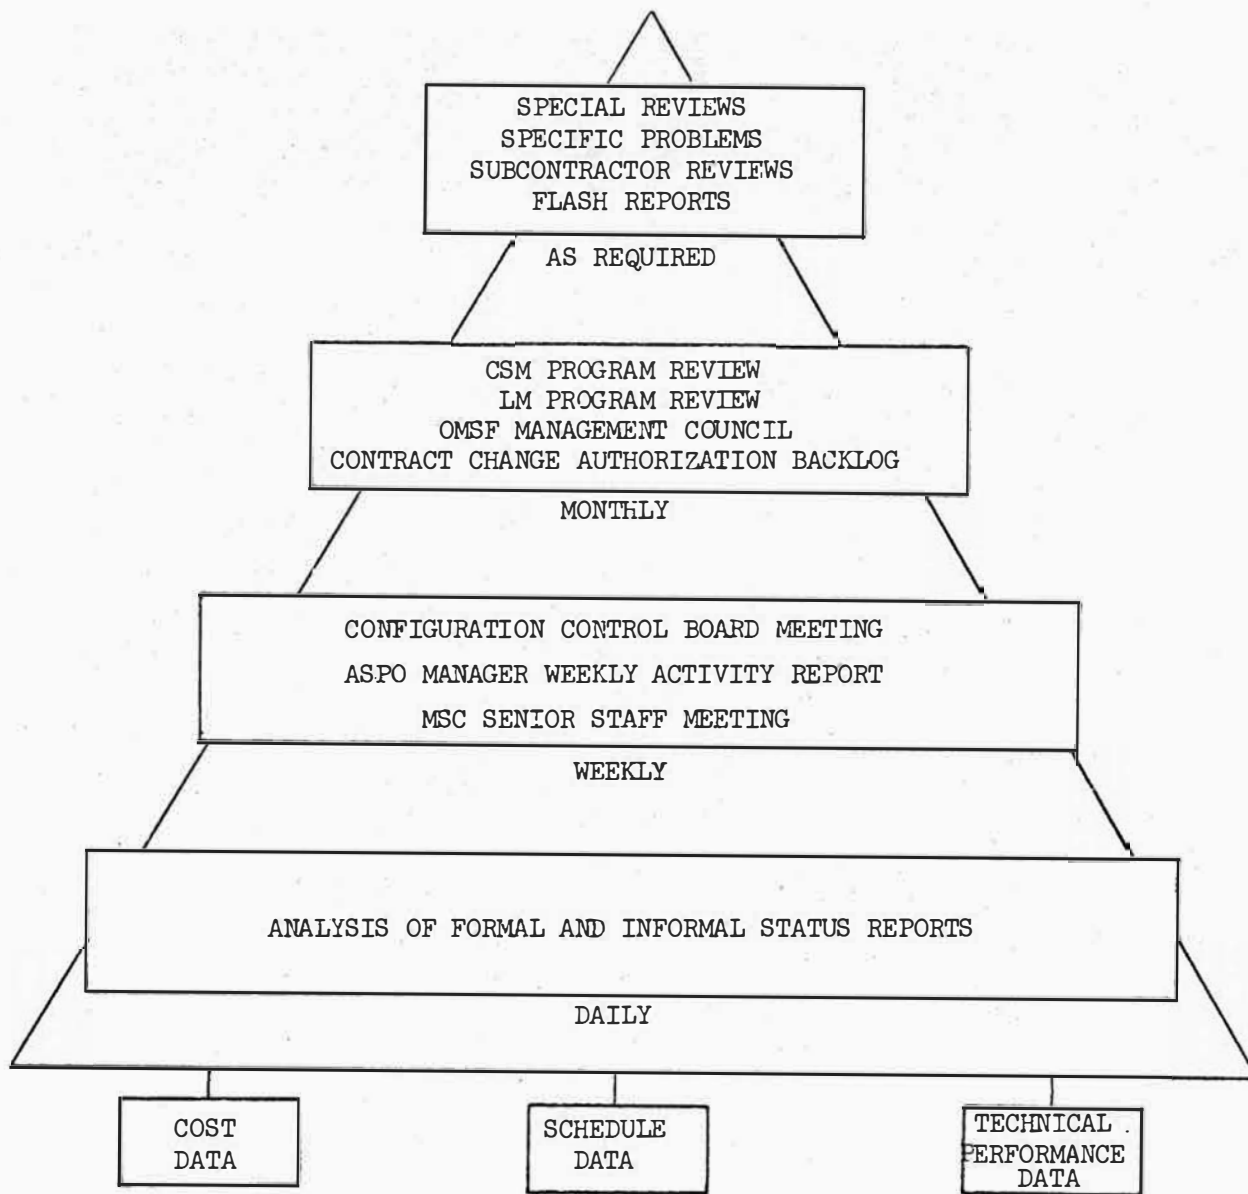 SPECIAL REVIEWS
SPECIFIC PROBLEMS
SUBCONTRACTOR REVIEWS
FLASH REPORTS
AS REQUIRED
CSM PROGRAM REVIEW
LM PROGRAM REVIEW
OMSF MANAGEMENT COUNCIL
CONTRACT CHANGE AUTHORIZATION BACKLOG
MONTHLY
CONFIGURATION CONTROL BOARD MEETING
ASPO MANAGER WEEKLY ACTIVITY REPORT
MSC SENIOR STAFF MEETING
WEEKLY
ANALYSIS OF FORMAL AND INFORMAL STATUS REPORTS
DAILY
COST
DATA
SCHEDULE
DATA
TECHNICAL
PERFORMANCE
DATA